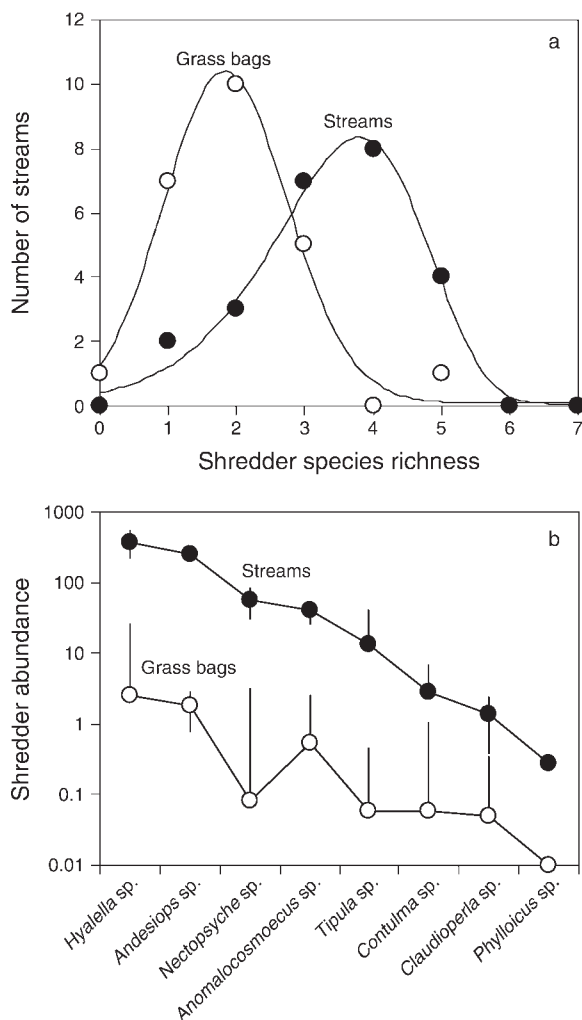 a
12
10
8
6
4
2
0
Number of streams
Grass bags
Streams
0 1 2 3 4 5 6 7
Shredder species richness
b
1000
100
10
1
0.1
0.01
Shredder abundance
Streams
Grass bags
Hyalella sp.
Andesiops sp.
Nectopsyche sp.
Anomalocosmoecus sp.
Tipula sp.
Contulma sp.
Claudioperla sp.
Phylloicus sp.